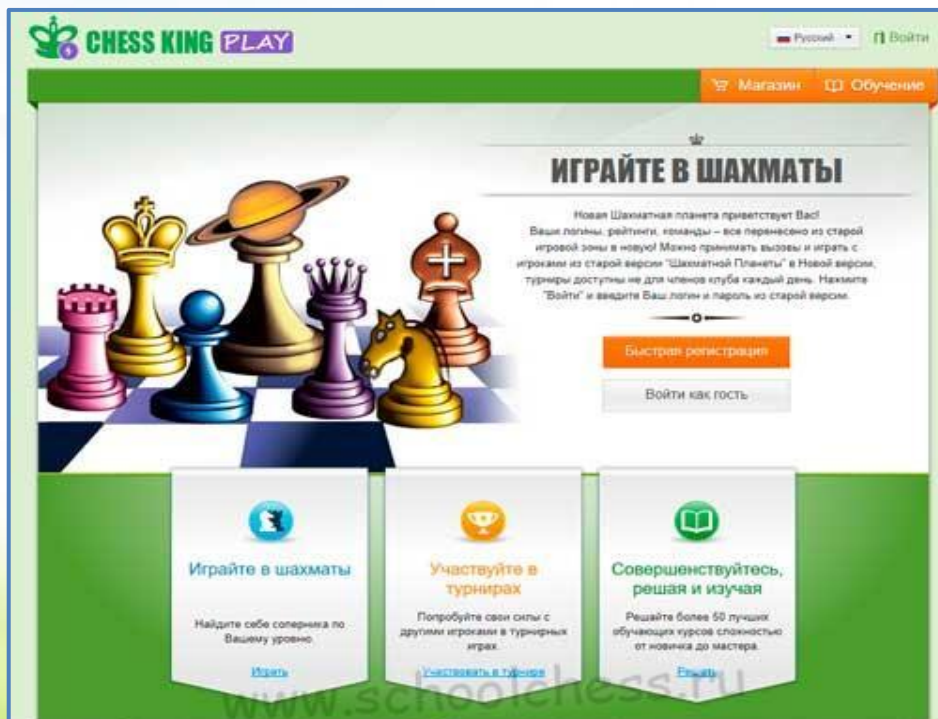 CHESS KING PLAY
Русский
Войти
Магазин
Обучение
ИГРАЙТЕ В ШАХМАТЫ
Новая Шахматная планета приветствует Вас!
Ваши логины, рейтинги, команды – все перенесено из старой
игровой зоны в новую! Можно принимать вызовы и играть с
игроками из старой версии "Шахматной Планеты" в Новой версии,
турниры доступны не для членов клуба каждый день. Нажмите
"Войти" и введите Ваш логин и пароль из старой версии.
Быстрая регистрация
Войти как гость
Играйте в шахматы
Найдите себе соперника по
Вашему уровню.
Играть
Участвуйте в
турнирах
Попробуйте свои силы с
другими игроками в турнирных
играх.
Участвовать в турнире
Совершенствуйтесь,
решая и изучая
Решайте более 50 лучших
обучающих курсов сложностью
от новичка до мастера.
Решать
www.schoolchess.ru